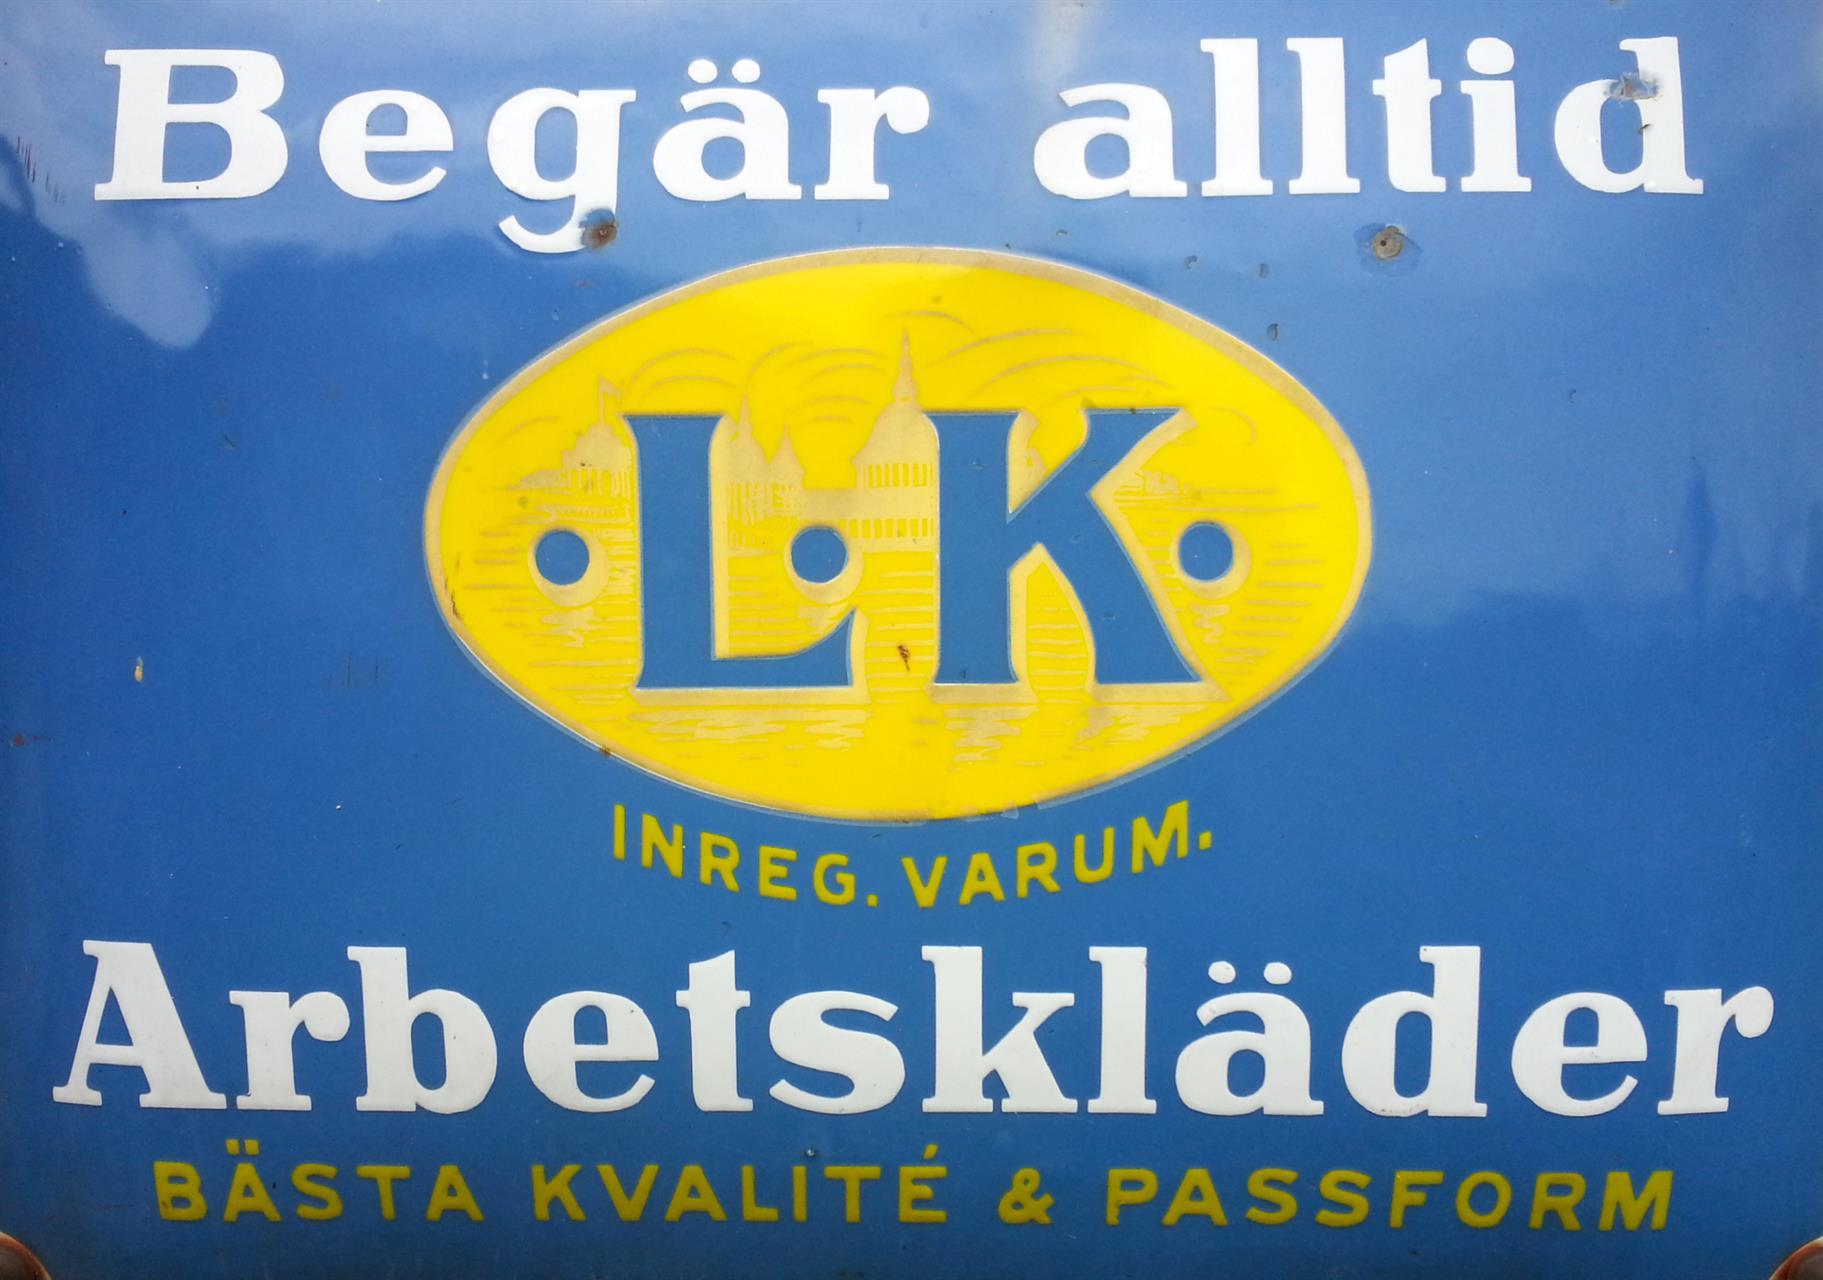 Begär alltid
·L·K·
INREG. VARUM.
Arbetskläder
BÄSTA KVALITÉ & PASSFORM